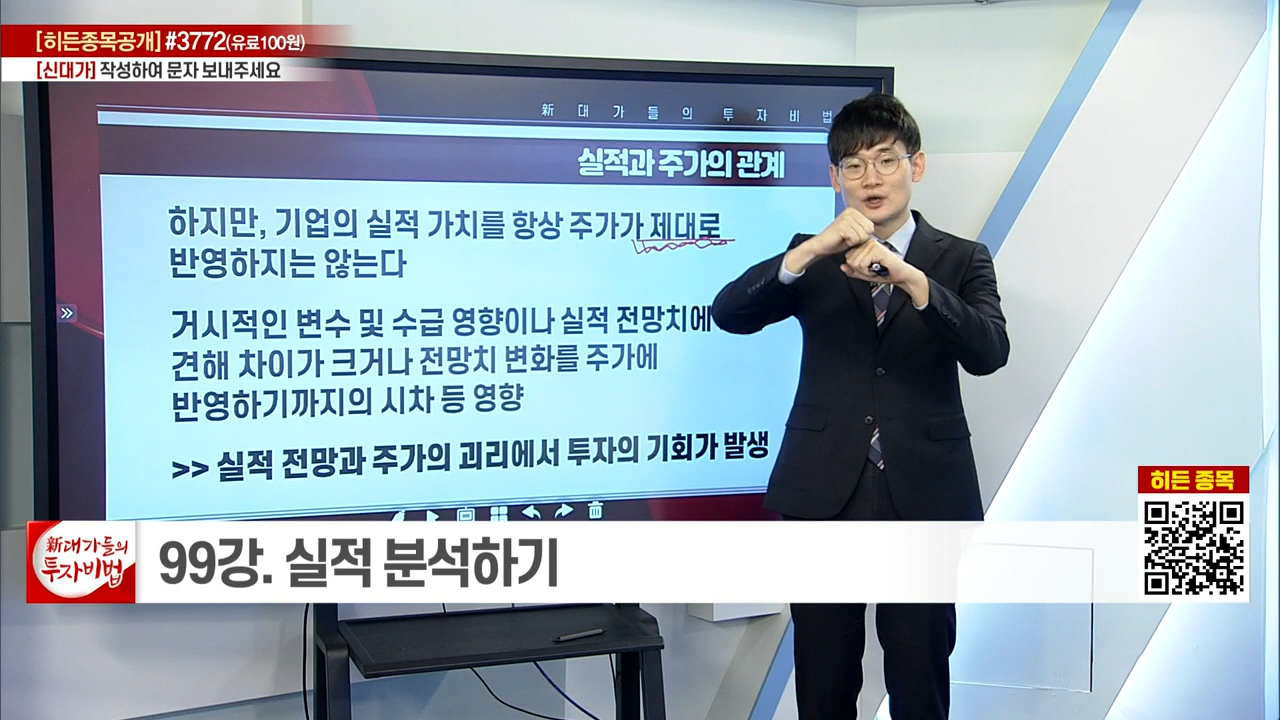 [히든종목공개] #3772(유료100원)
[신대가] 작성하여 문자 보내주세요
新 대 가 들 의 투 자 비 법
실적과 주가의 관계
하지만, 기업의 실적 가치를 항상 주가가 제대로
반영하지는 않는다
거시적인 변수 및 수급 영향이나 실적 전망치에
견해 차이가 크거나 전망치 변화를 주가에
반영하기까지의 시차 등 영향
>> 실적 전망과 주가의 괴리에서 투자의 기회가 발생
히든 종목
新대가들의
투자비법
99강. 실적 분석하기